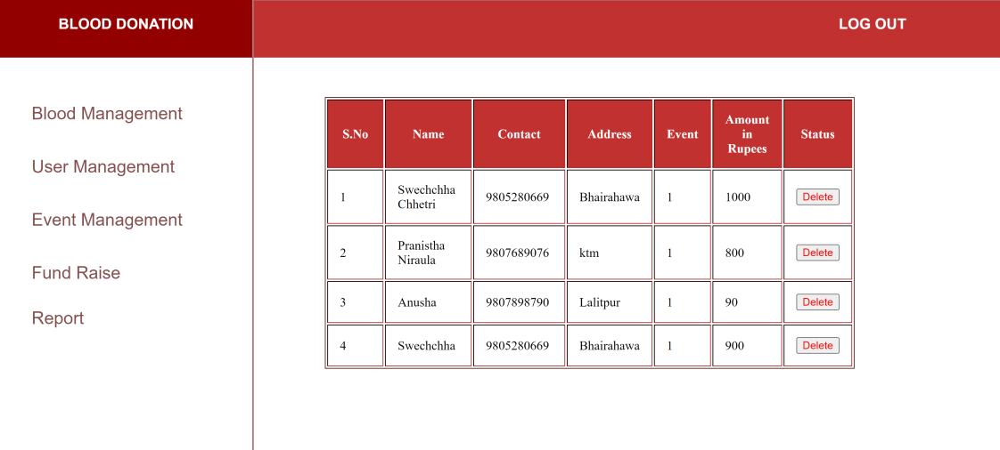 BLOOD DONATION
LOG OUT
Blood Management
User Management
Event Management
Fund Raise
Report
S.No Name Contact Address Event Amount in Rupees Status
1 Swechchha Chhetri 9805280669 Bhairahawa 1 1000 Delete
2 Pranistha Niraula 9807689076 ktm 1 800 Delete
3 Anusha 9807898790 Lalitpur 1 90 Delete
4 Swechchha 9805280669 Bhairahawa 1 900 Delete